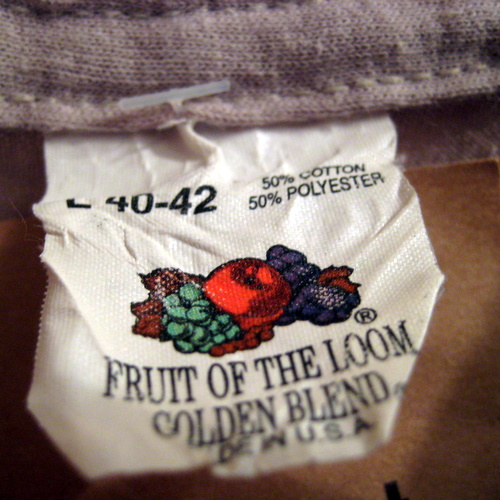 L 40-42
50% COTTON
50% POLYESTER
®
FRUIT OF THE LOOM
GOLDEN BLEND
U.S.A